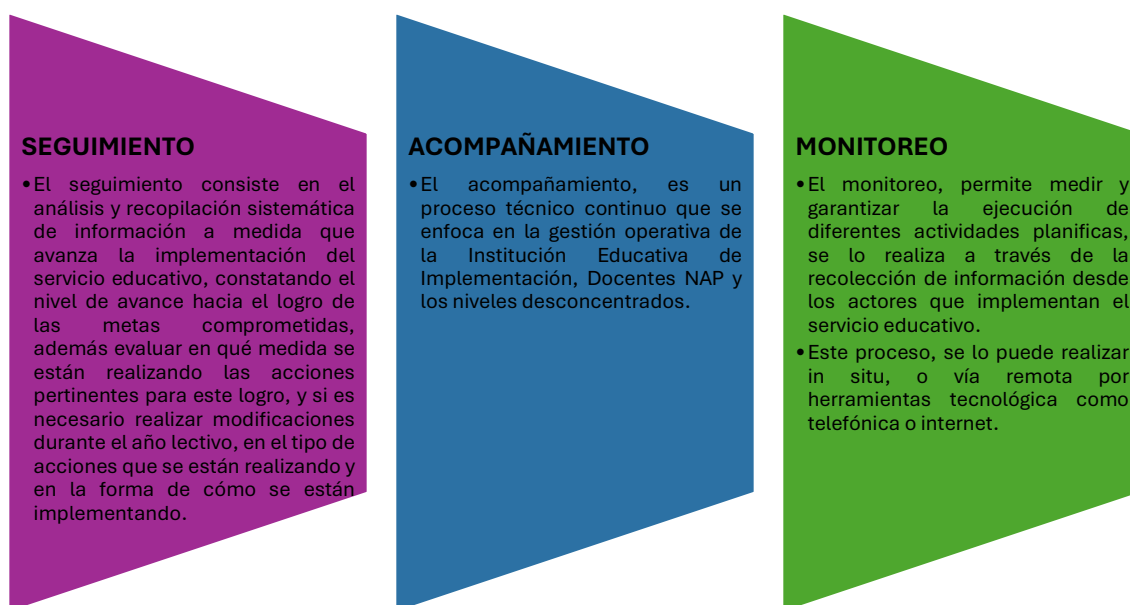 SEGUIMIENTO
•El seguimiento consiste en el
análisis y recopilación sistemática
de información a medida que
avanza la implementación del
servicio educativo, constatando el
nivel de avance hacia el logro de
las metas comprometidas,
además evaluar en qué medida se
están realizando las acciones
pertinentes para este logro, y si es
necesario realizar modificaciones
durante el año lectivo, en el tipo de
acciones que se están realizando y
en la forma de cómo se están
implementando.
ACOMPAÑAMIENTO
•El acompañamiento, es un
proceso técnico continuo que se
enfoca en la gestión operativa de
la Institución Educativa de
Implementación, Docentes NAP y
los niveles desconcentrados.
MONITOREO
•El monitoreo, permite medir y
garantizar la ejecución de
diferentes actividades planificas,
se lo realiza a través de la
recolección de información desde
los actores que implementan el
servicio educativo.
•Este proceso, se lo puede realizar
in situ, o vía remota por
herramientas tecnológica como
telefónica o internet.